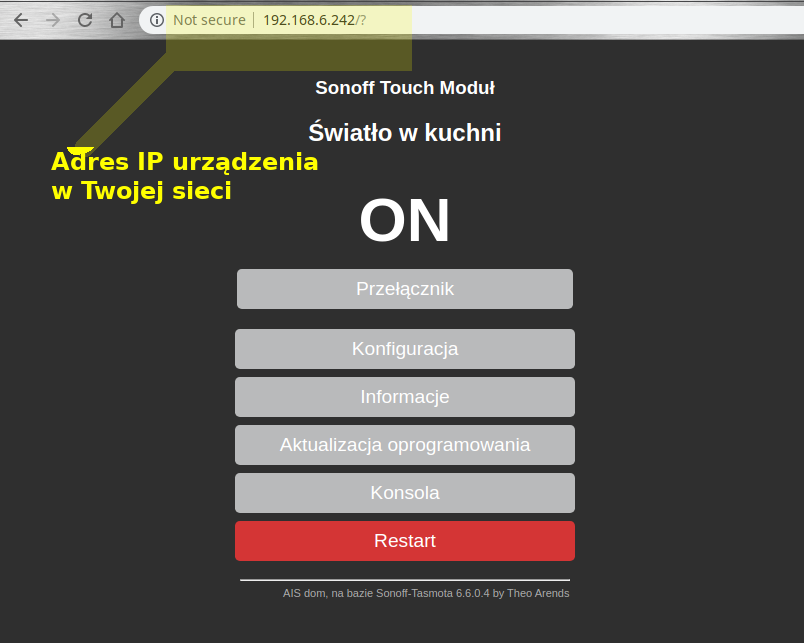 Not secure | 192.168.6.242/?
Sonoff Touch Moduł
Światło w kuchni
Adres IP urządzenia
w Twojej sieci
ON
Przełącznik
Konfiguracja
Informacje
Aktualizacja oprogramowania
Konsola
Restart
AIS dom, na bazie Sonoff-Tasmota 6.6.0.4 by Theo Arends